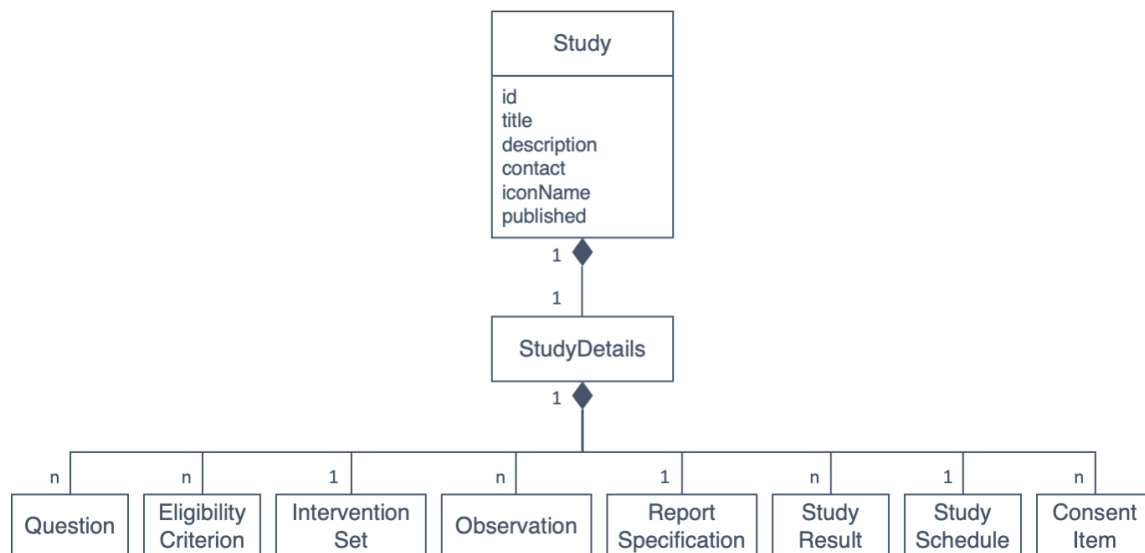 Study
id
title
description
contact
iconName
published
1
1
StudyDetails
1
n n 1 n 1 n 1 n
Question Eligibility Criterion Intervention Set Observation Report Specification Study Result Study Schedule Consent Item